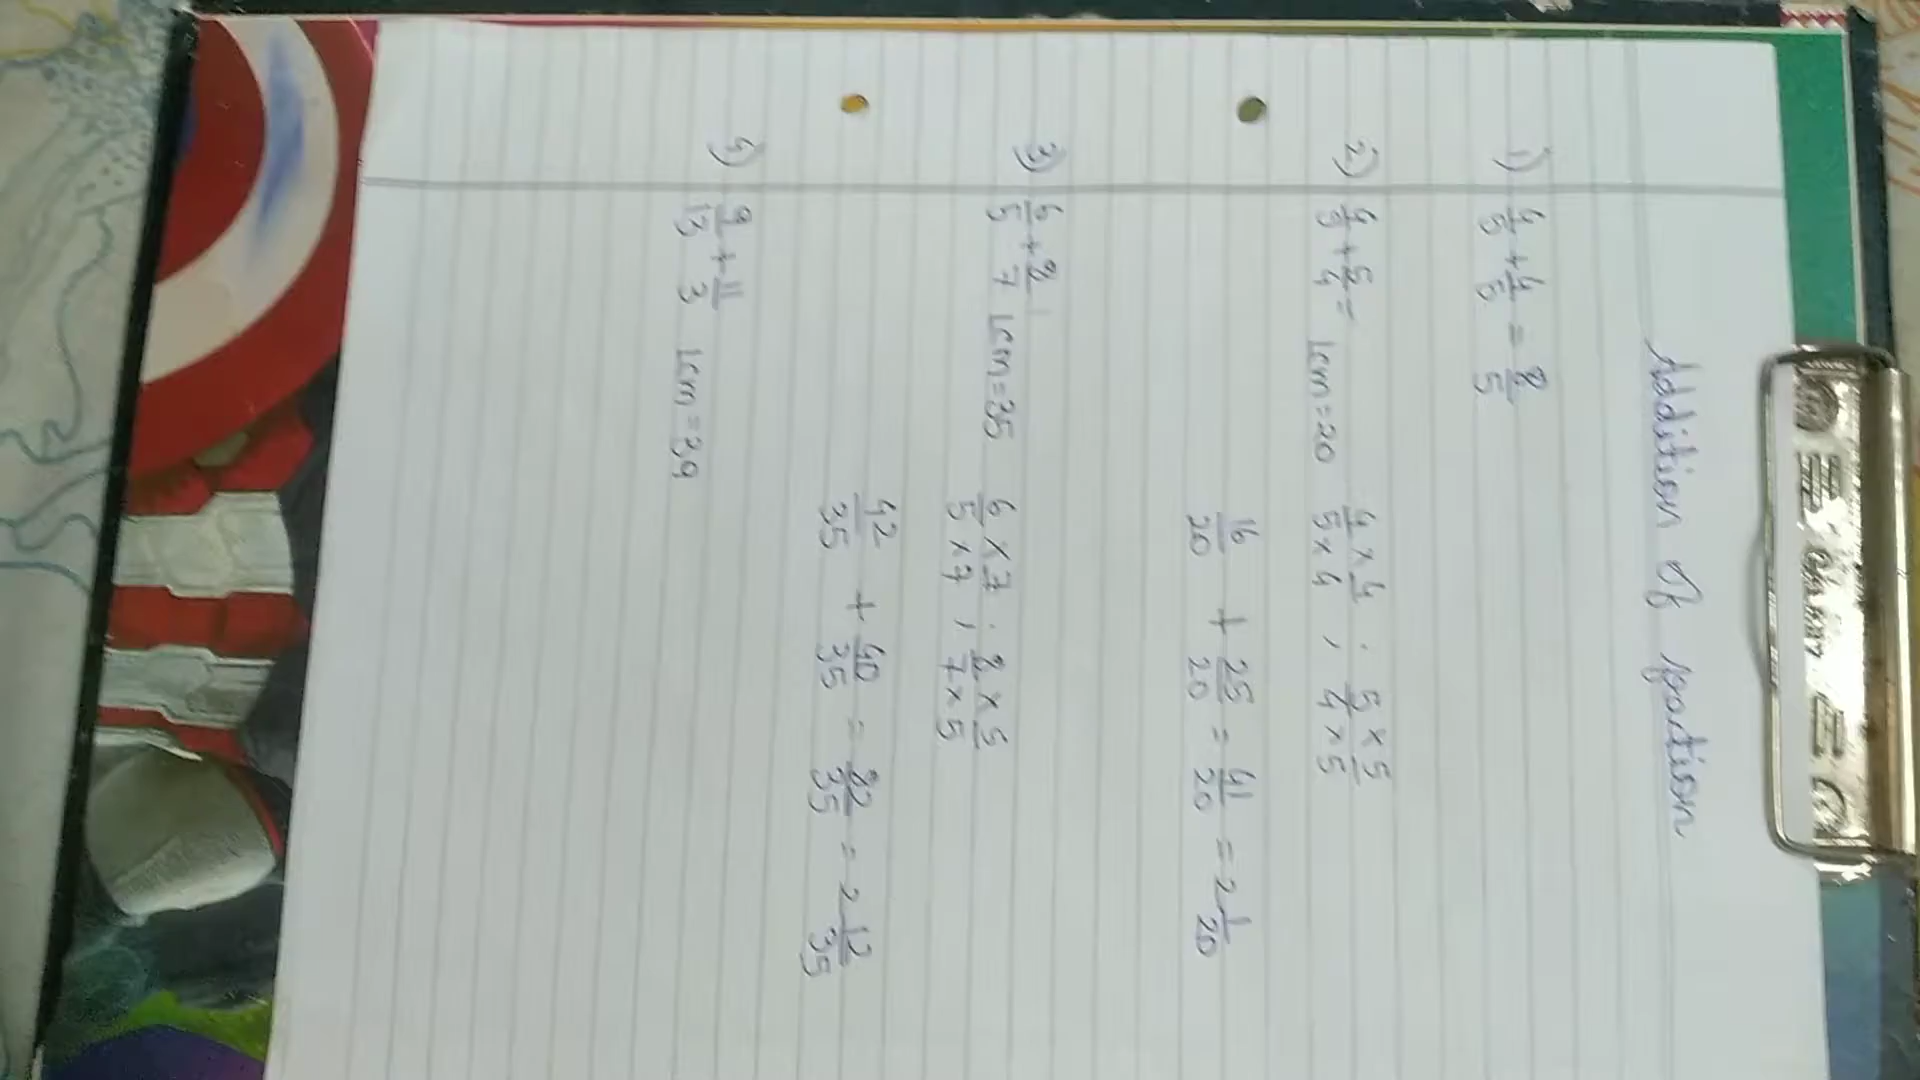 Addition of fraction
1) 4/5 + 4/5 = 8/5
2) 4/5 + 5/4 = Lcm=20 4×4/5×4 ; 5×5/4×5
16/20 + 25/20 = 41/20 = 2 1/20
3) 6/5 + 8/7 Lcm=35 6×7/5×7 ; 8×5/7×5
42/35 + 40/35 = 82/35 = 2 12/35
4) 9/13 + 11/3 Lcm=39